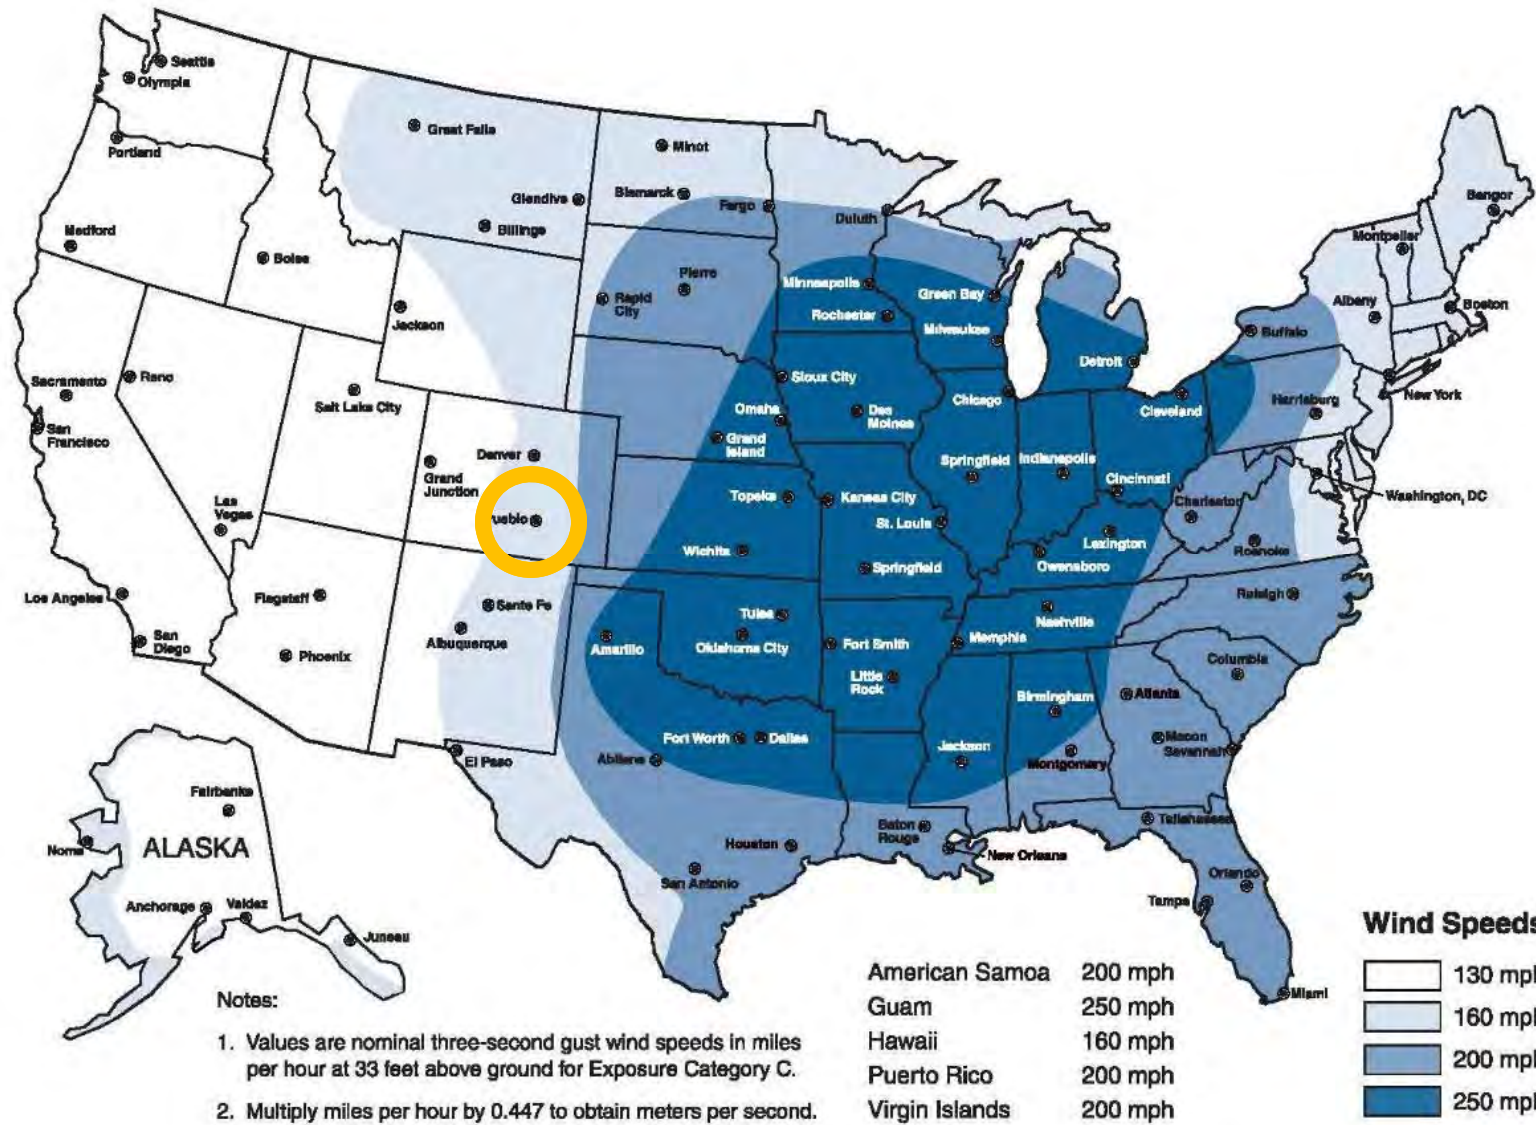 Seattle
Olympia
Portland
Medford
Boise
Great Falls
Glendive
Billings
Minot
Bismarck
Fargo
Duluth
Pierre
Rapid
City
Minneapolis
Rochester
Green Bay
Milwaukee
Detroit
Buffalo
Albany
Montpelier
Bangor
Boston
New York
Harrisburg
Washington, DC
Jackson
Sacramento
Reno
San
Francisco
Salt Lake City
Las
Vegas
Los Angeles
San
Diego
Flagstaff
Phoenix
Denver
Grand
Junction
ueblo
Sante Fe
Albuquerque
El Paso
Sioux City
Omaha
Des
Moines
Grand
Island
Chicago
Cleveland
Springfield
Indianapolis
Cincinnati
Charleston
Topeka
Kansas City
St. Louis
Lexington
Owensboro
Roanoke
Wichita
Springfield
Raleigh
Tulsa
Oklahoma City
Amarillo
Fort Smith
Little
Rock
Memphis
Nashville
Columbia
Birmingham
Atlanta
Macon
Savannah
Fort Worth
Dallas
Abilene
Jackson
Montgomery
Tallahassee
Baton
Rouge
New Orleans
Houston
San Antonio
Orlando
Tampa
Miami
Fairbanks
Nome
ALASKA
Anchorage
Valdez
Juneau
Notes:
1. Values are nominal three-second gust wind speeds in miles
per hour at 33 feet above ground for Exposure Category C.
2. Multiply miles per hour by 0.447 to obtain meters per second.
American Samoa 200 mph
Guam 250 mph
Hawaii 160 mph
Puerto Rico 200 mph
Virgin Islands 200 mph
Wind Speeds
130 mph
160 mph
200 mph
250 mph